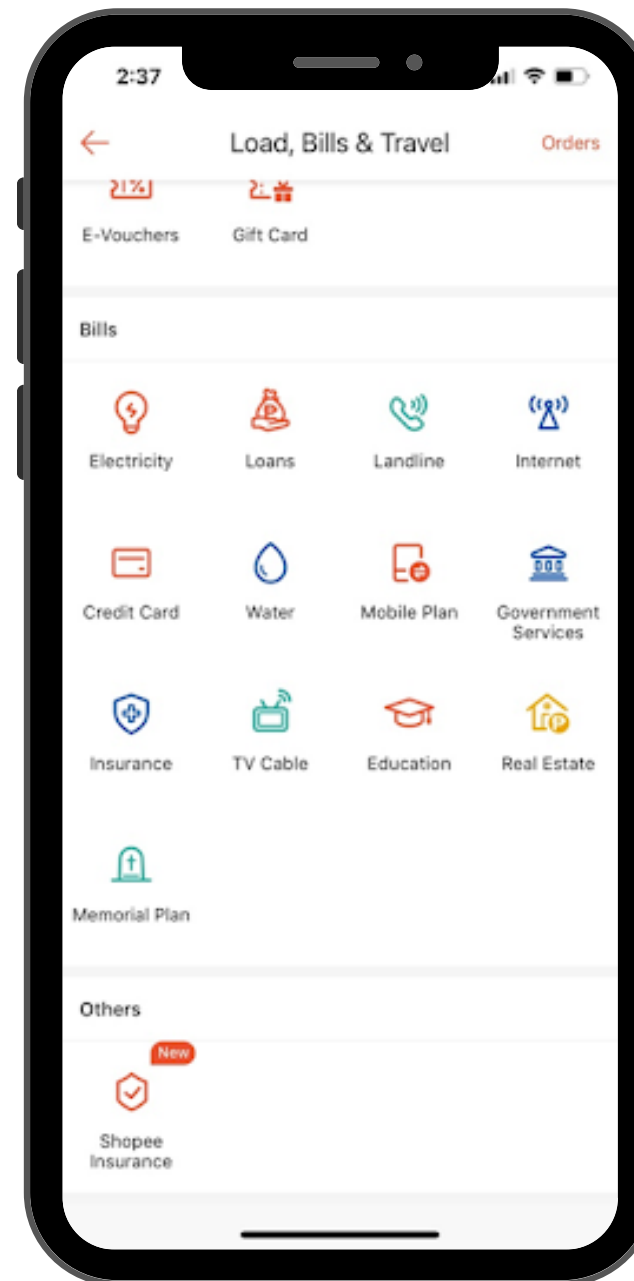 2:37
Load, Bills & Travel
Orders
E-Vouchers
Gift Card
Bills
Electricity
Loans
Landline
Internet
Credit Card
Water
Mobile Plan
Government
Services
Insurance
TV Cable
Education
Real Estate
Memorial Plan
Others
New
Shopee
Insurance